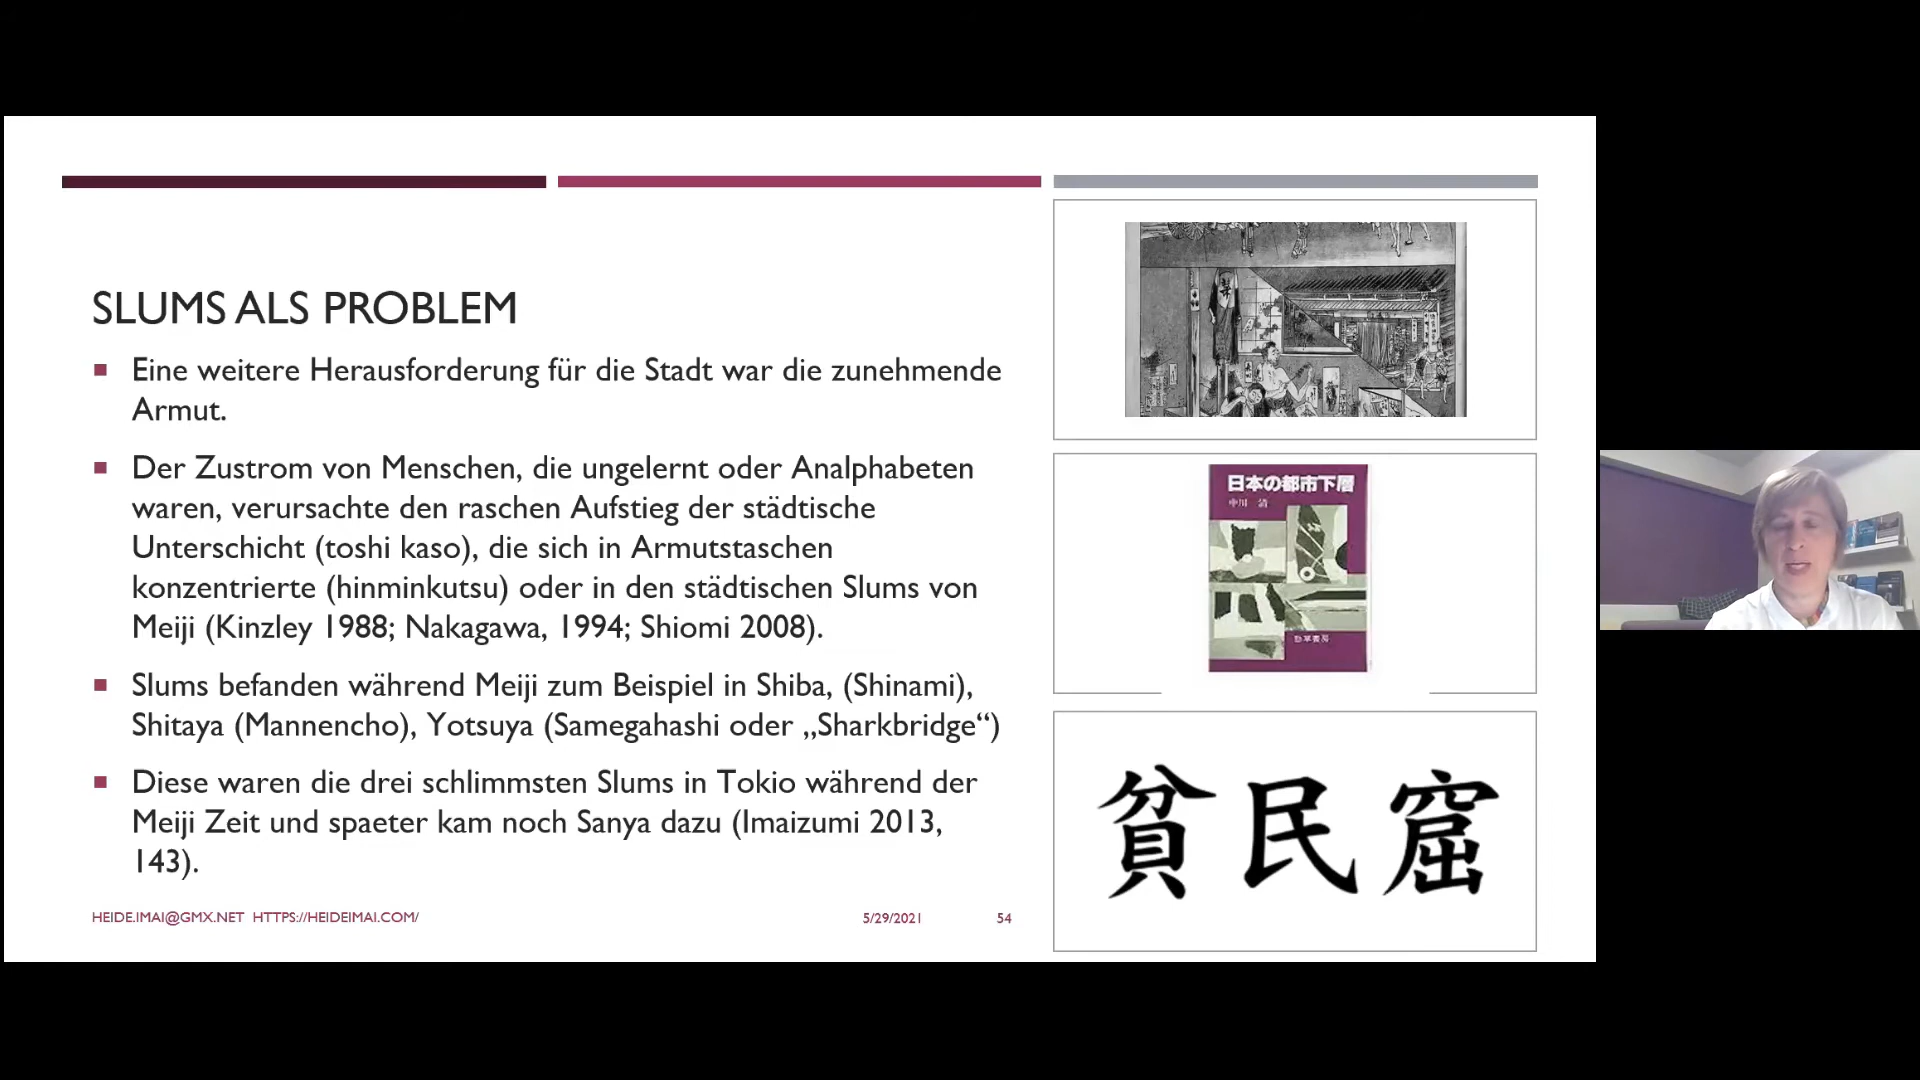 SLUMS ALS PROBLEM
Eine weitere Herausforderung für die Stadt war die zunehmende
Armut.
Der Zustrom von Menschen, die ungelernt oder Analphabeten
waren, verursachte den raschen Aufstieg der städtische
Unterschicht (toshi kaso), die sich in Armutstaschen
konzentrierte (hinminkutsu) oder in den städtischen Slums von
Meiji (Kinzley 1988; Nakagawa, 1994; Shiomi 2008).
Slums befanden während Meiji zum Beispiel in Shiba, (Shinami),
Shitaya (Mannencho), Yotsuya (Samegahashi oder „Sharkbridge“)
Diese waren die drei schlimmsten Slums in Tokio während der
Meiji Zeit und spaeter kam noch Sanya dazu (Imaizumi 2013,
143).
HEIDE.IMAI@GMX.NET HTTPS://HEIDEIMAI.COM/
5/29/2021
54
日本の都市下層
中川 清
勁草書房
貧民窟